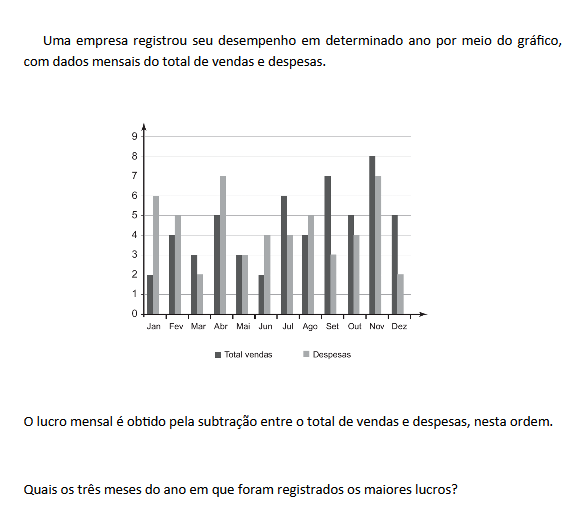 Uma empresa registrou seu desempenho em determinado ano por meio do gráfico,
com dados mensais do total de vendas e despesas.
9
8
7
6
5
4
3
2
1
0
Jan Fev Mar Abr Mai Jun Jul Ago Set Out Nov Dez
Total vendas Despesas
O lucro mensal é obtido pela subtração entre o total de vendas e despesas, nesta ordem.
Quais os três meses do ano em que foram registrados os maiores lucros?